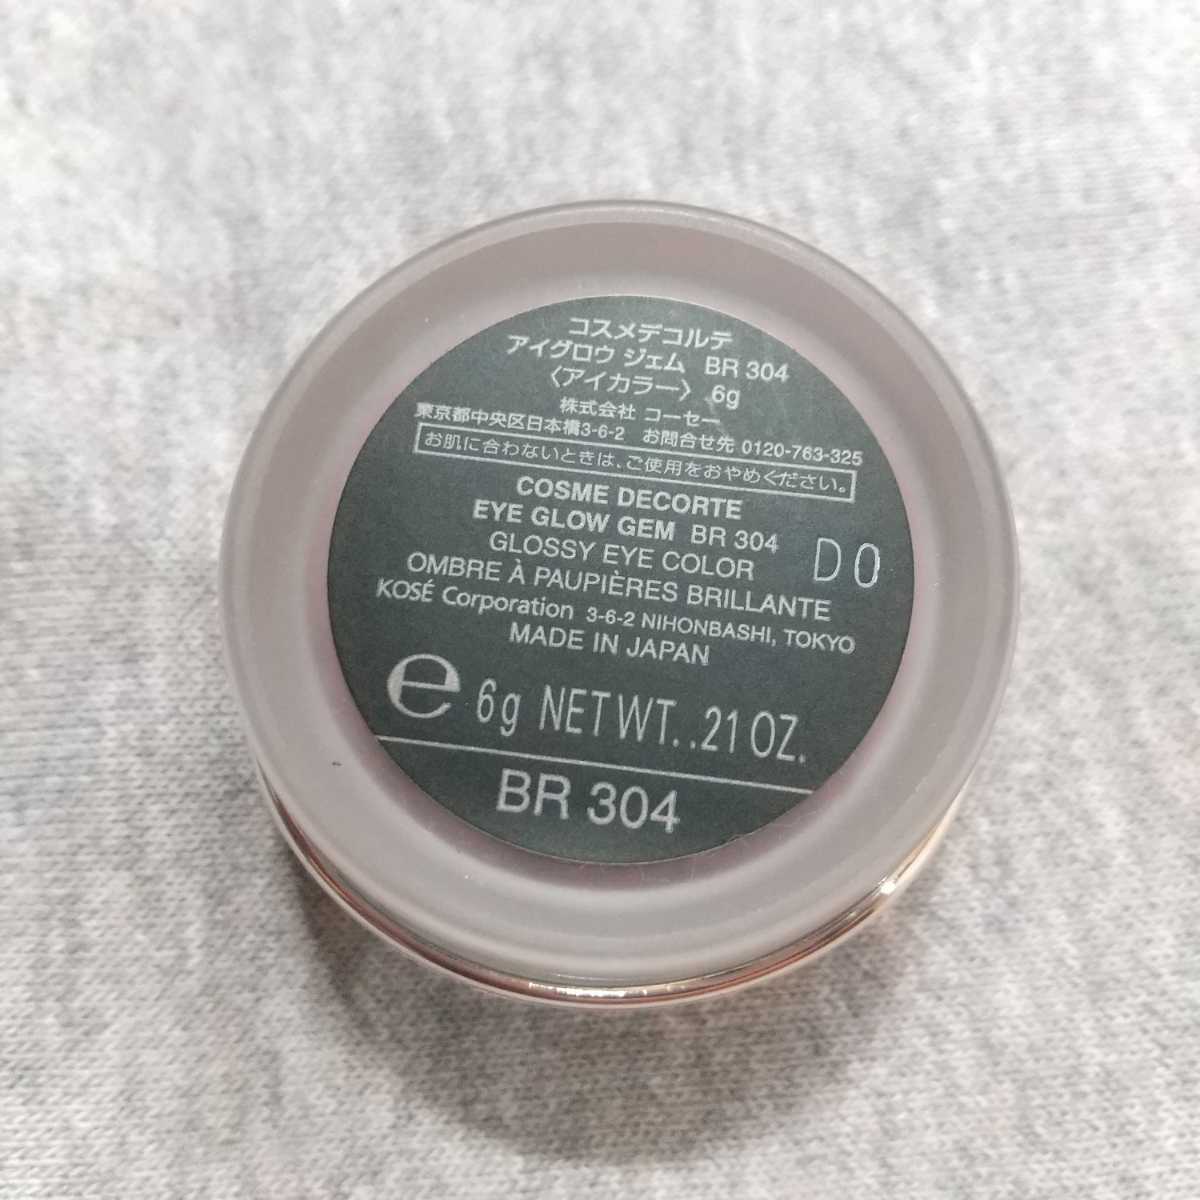 コスメデコルテ
アイグロウ ジェム BR 304
〈アイカラー〉 6g
株式会社 コーセー
東京都中央区日本橋3-6-2 お問合せ先 0120-763-325
お肌に合わないときは、ご使用をおやめください。
COSME DECORTE
EYE GLOW GEM BR 304
GLOSSY EYE COLOR
D0
OMBRE À PAUPIÈRES BRILLANTE
KOSÉ Corporation 3-6-2 NIHONBASHI, TOKYO
MADE IN JAPAN
e 6g NET WT. .21 OZ.
BR 304